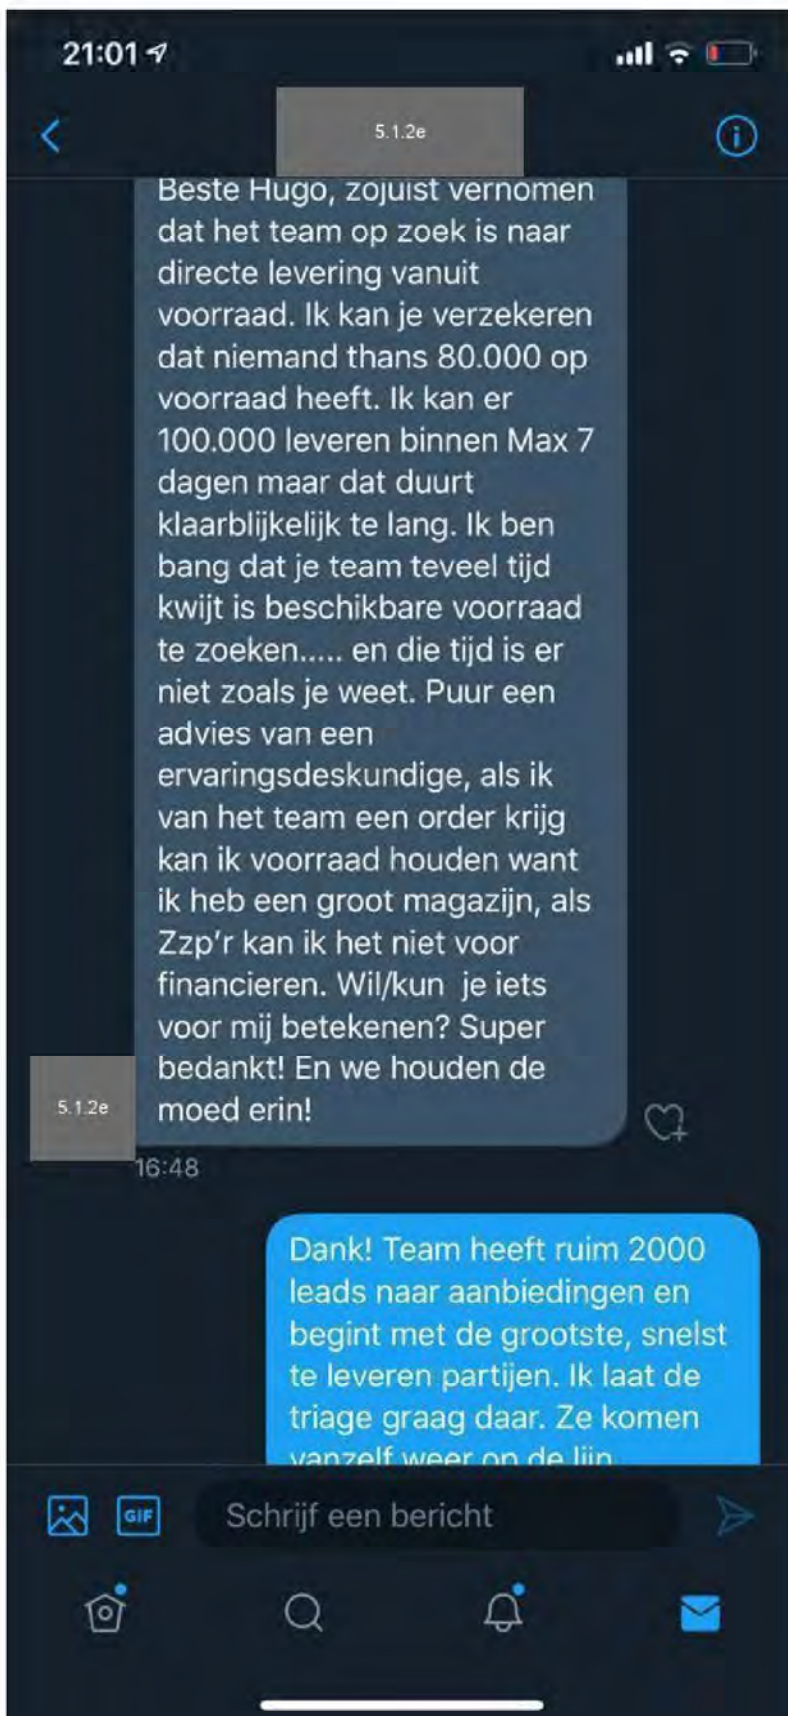 21:01
5.1.2e
Beste Hugo, zojuist vernomen
dat het team op zoek is naar
directe levering vanuit
voorraad. Ik kan je verzekeren
dat niemand thans 80.000 op
voorraad heeft. Ik kan er
100.000 leveren binnen Max 7
dagen maar dat duurt
klaarblijkelijk te lang. Ik ben
bang dat je team teveel tijd
kwijt is beschikbare voorraad
te zoeken..... en die tijd is er
niet zoals je weet. Puur een
advies van een
ervaringsdeskundige, als ik
van het team een order krijg
kan ik voorraad houden want
ik heb een groot magazijn, als
Zzp'r kan ik het niet voor
financieren. Wil/kun  je iets
voor mij betekenen? Super
bedankt! En we houden de
moed erin!
5.1.2e
16:48
Dank! Team heeft ruim 2000
leads naar aanbiedingen en
begint met de grootste, snelst
te leveren partijen. Ik laat de
triage graag daar. Ze komen
vanzelf weer op de lijn
GIF
Schrijf een bericht